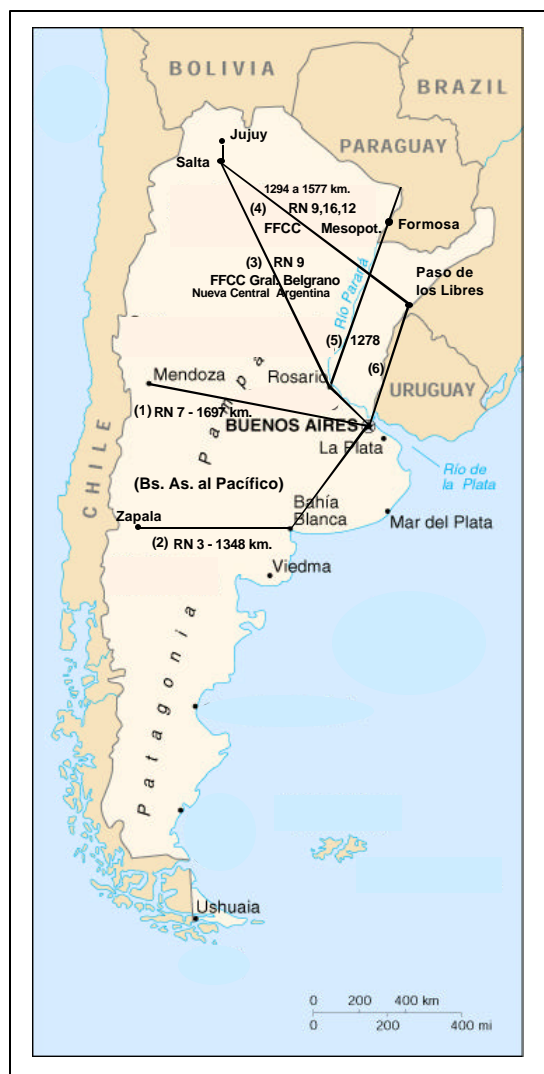 BOLIVIA
BRAZIL
PARAGUAY
Jujuy
Salta
1294 a 1577 km.
(4) RN 9,16,12
FFCC Mesopot.
Formosa
(3) RN 9
FFCC Gral. Belgrano
Nueva Central Argentina
Paso de
los Libres
Río Paraná
(5) 1278
(6)
Mendoza
Rosario
URUGUAY
(1) RN 7 - 1697 km.
BUENOS AIRES
La Plata
Río de
la Plata
Pampa
CHILE
(Bs. As. al Pacífico)
Zapala
Bahía
Blanca
Mar del Plata
(2) RN 3 - 1348 km.
Viedma
Patagonia
Ushuaia
0 200 400 km
0 200 400 mi